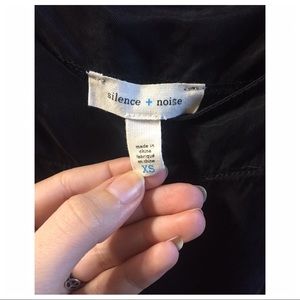 silence + noise
made in
china
fabriqué
en chine
XS